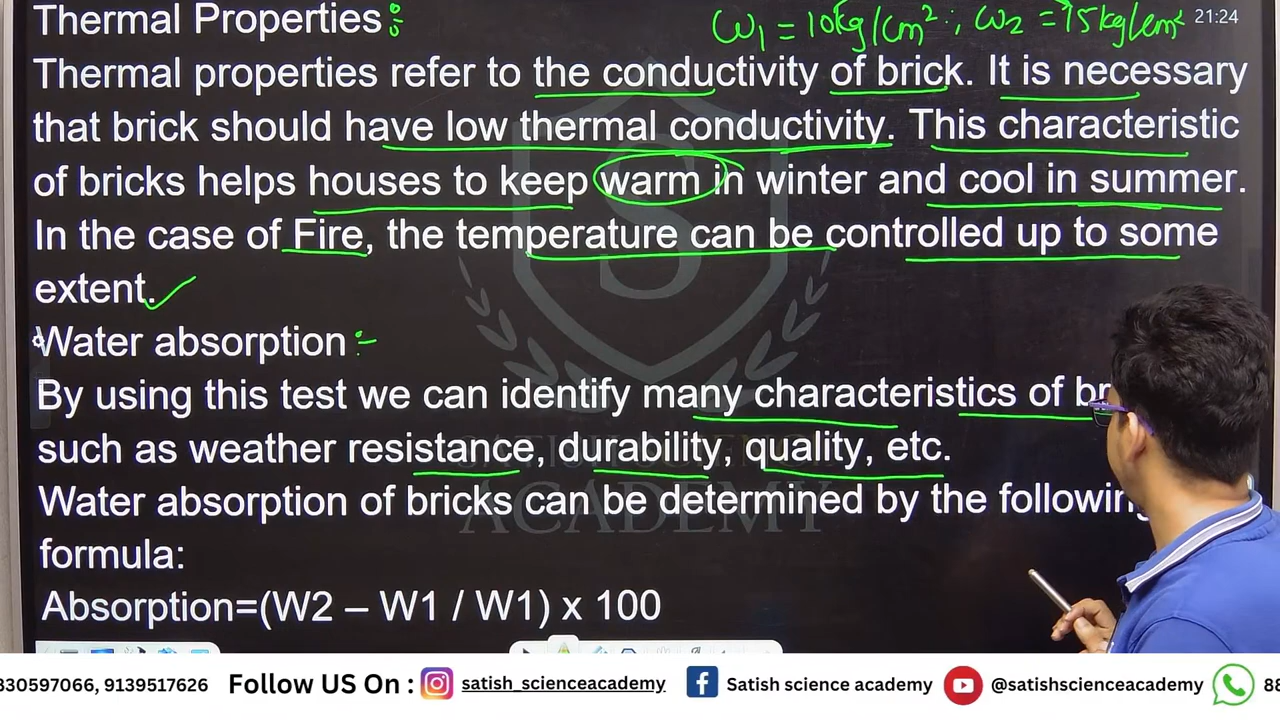 Thermal Properties:
ω1 = 10kg/cm², ω2 = 75kg/cm²
21:24
Thermal properties refer to the conductivity of brick. It is necessary
that brick should have low thermal conductivity. This characteristic
of bricks helps houses to keep warm in winter and cool in summer.
In the case of Fire, the temperature can be controlled up to some
extent.
Water absorption :-
By using this test we can identify many characteristics of br
such as weather resistance, durability, quality, etc.
Water absorption of bricks can be determined by the following
formula:
Absorption=(W2 – W1 / W1) x 100
ACADEMY
830597066, 9139517626 Follow US On : satish_scienceacademy Satish science academy @satishscienceacademy 88